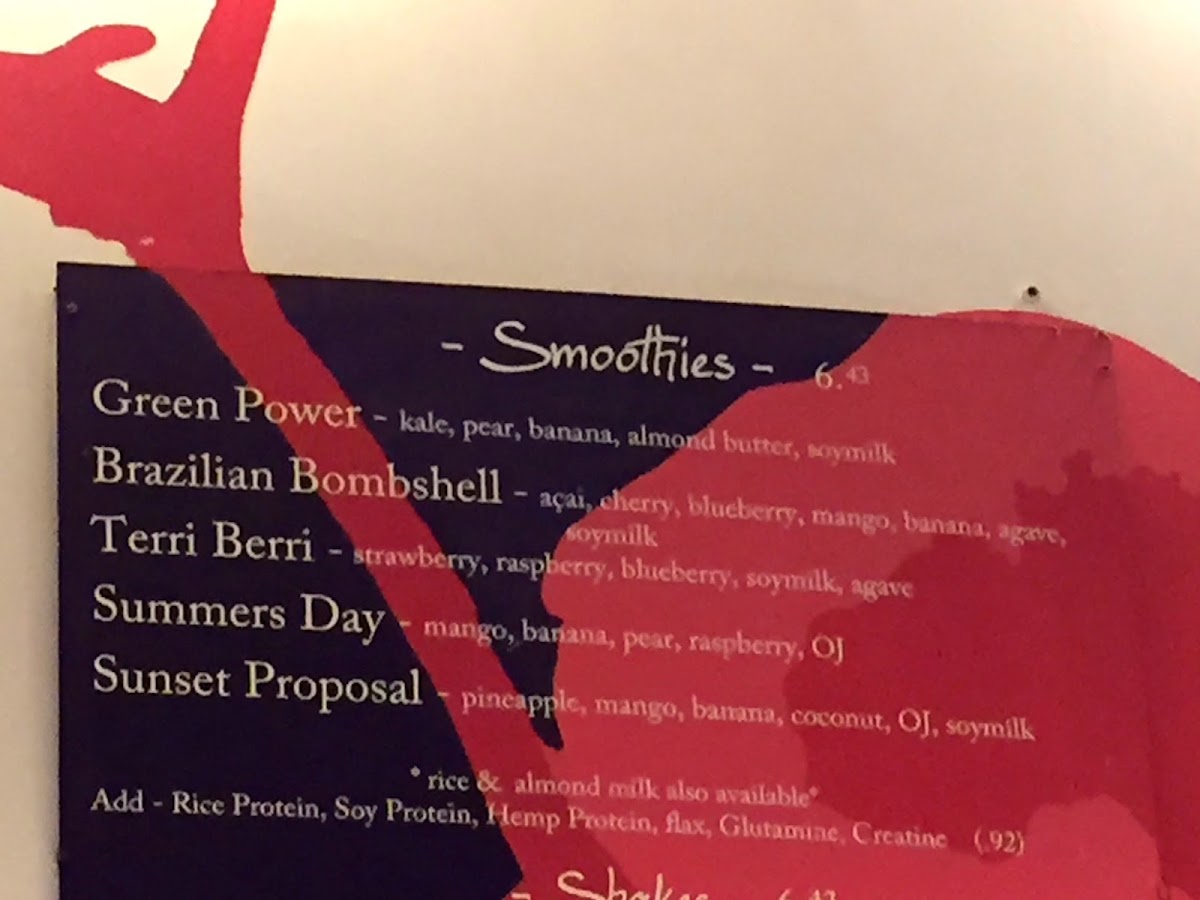 - Smoothies - 6.43
Green Power - kale, pear, banana, almond butter, soymilk
Brazilian Bombshell - açai, cherry, blueberry, mango, banana, agave,
soymilk
Terri Berri - strawberry, raspberry, blueberry, soymilk, agave
Summers Day - mango, banana, pear, raspberry, OJ
Sunset Proposal - pineapple, mango, banana, coconut, OJ, soymilk
* rice & almond milk also available*
Add - Rice Protein, Soy Protein, Hemp Protein, flax, Glutamine, Creatine (.92)
- Shakes - 6.43